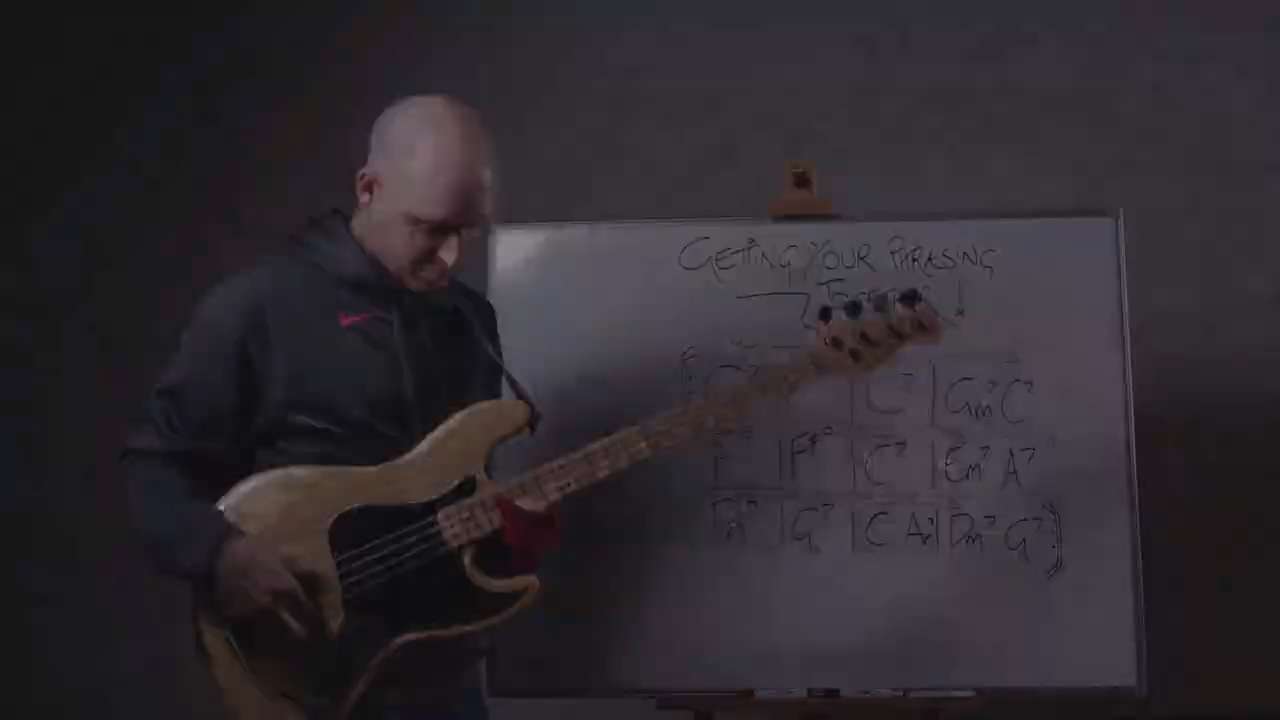 GETTING YOUR PHRASING
C⁷ | C⁷ | Gm⁷ C⁷
| F#° | C⁷ | Em⁷ A⁷
Dm⁷ | G⁷ | C A⁷ | Dm⁷ G⁷